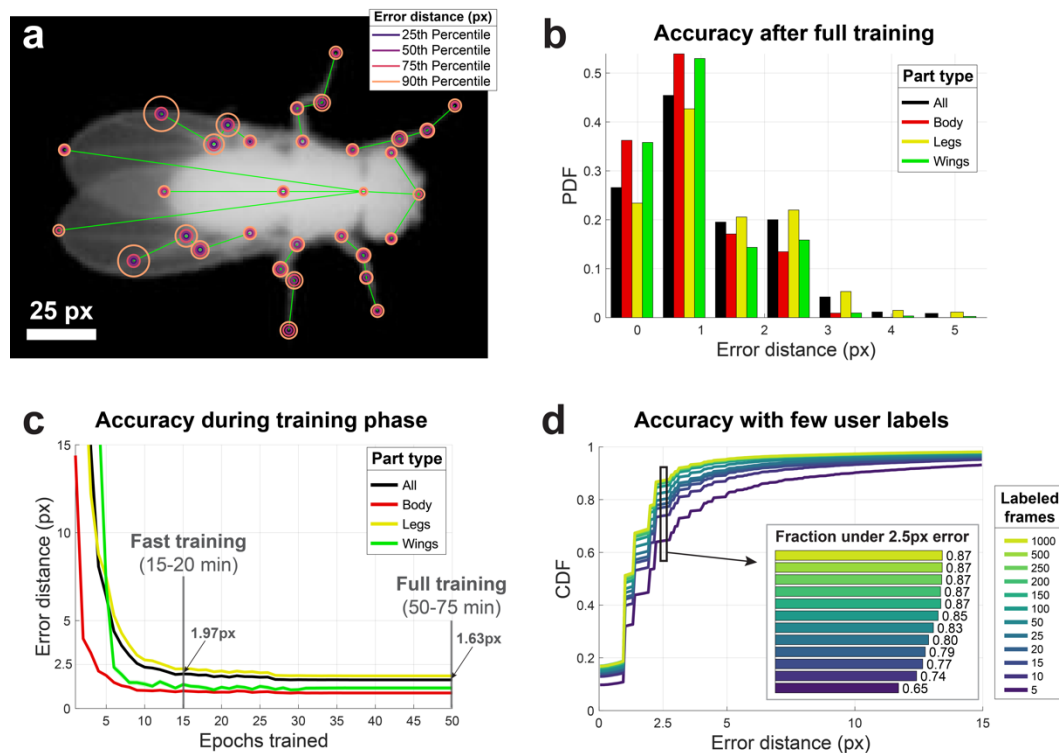 a
Error distance (px)
25th Percentile
50th Percentile
75th Percentile
90th Percentile
25 px
b
Accuracy after full training
PDF
0.5
0.4
0.3
0.2
0.1
0
0 1 2 3 4 5
Error distance (px)
Part type
All
Body
Legs
Wings
c
Accuracy during training phase
Error distance (px)
15
10
5
2.5
0
5 10 15 20 25 30 35 40 45 50
Epochs trained
Part type
All
Body
Legs
Wings
Fast training
(15-20 min)
1.97px
Full training
(50-75 min)
1.63px
d
Accuracy with few user labels
CDF
1
0.8
0.6
0.4
0.2
0
0 2.5 5 10 15
Error distance (px)
Fraction under 2.5px error
0.87
0.87
0.87
0.87
0.87
0.85
0.83
0.80
0.79
0.77
0.74
0.65
Labeled
frames
1000
500
250
200
150
100
50
25
20
15
10
5